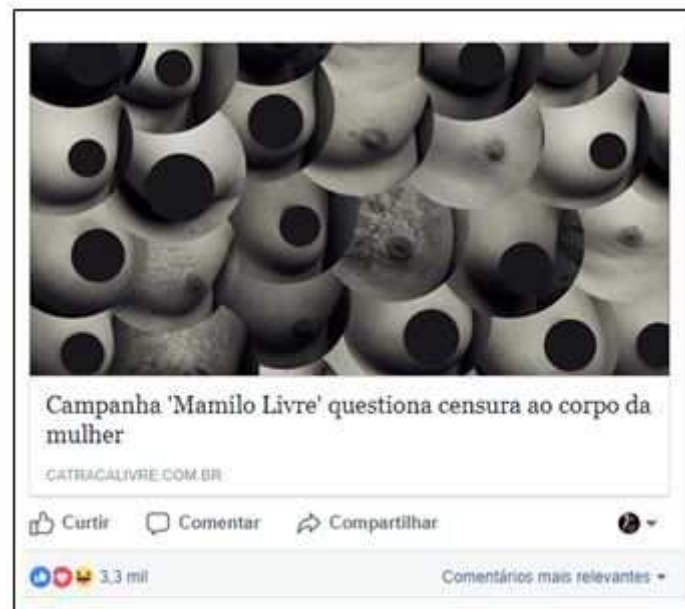 Campanha 'Mamilo Livre' questiona censura ao corpo da
mulher
CATRACALIVRE.COM.BR
Curtir Comentar Compartilhar
3,3 mil Comentários mais relevantes